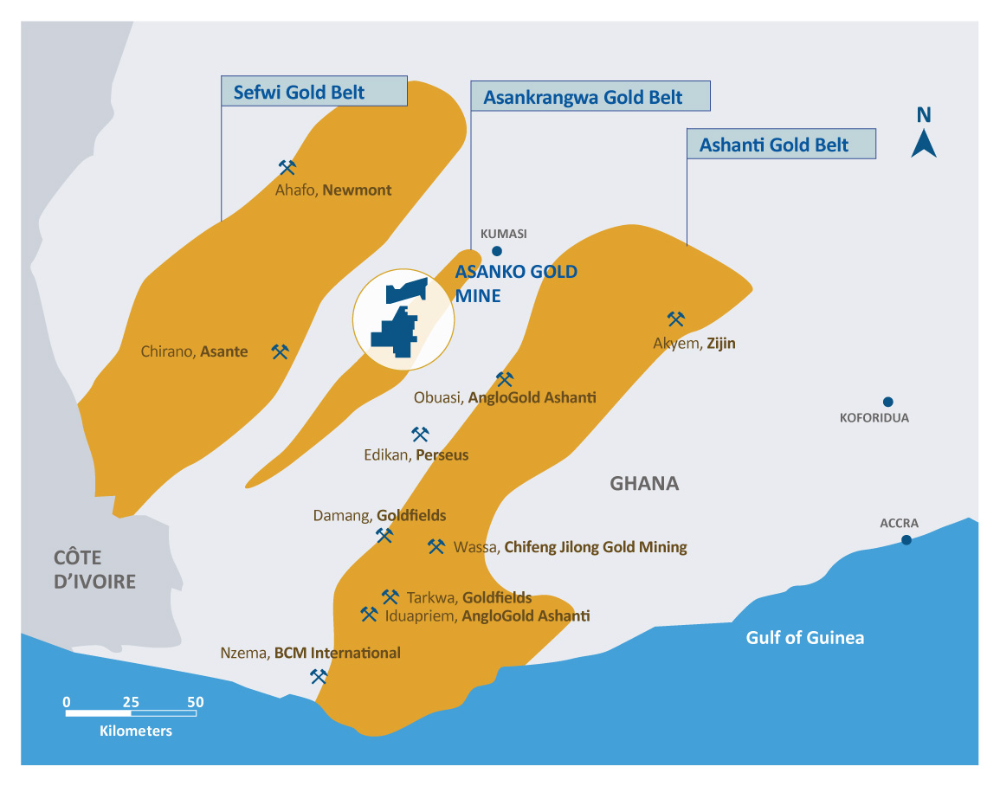 Sefwi Gold Belt
Asankrangwa Gold Belt
Ashanti Gold Belt
N
Ahafo, Newmont
KUMASI
ASANKO GOLD
MINE
Akyem, Zijin
Chirano, Asante
Obuasi, AngloGold Ashanti
KOFORIDUA
Edikan, Perseus
GHANA
Damang, Goldfields
ACCRA
Wassa, Chifeng Jilong Gold Mining
CÔTE
D’IVOIRE
Tarkwa, Goldfields
Iduapriem, AngloGold Ashanti
Gulf of Guinea
Nzema, BCM International
0 25 50
Kilometers